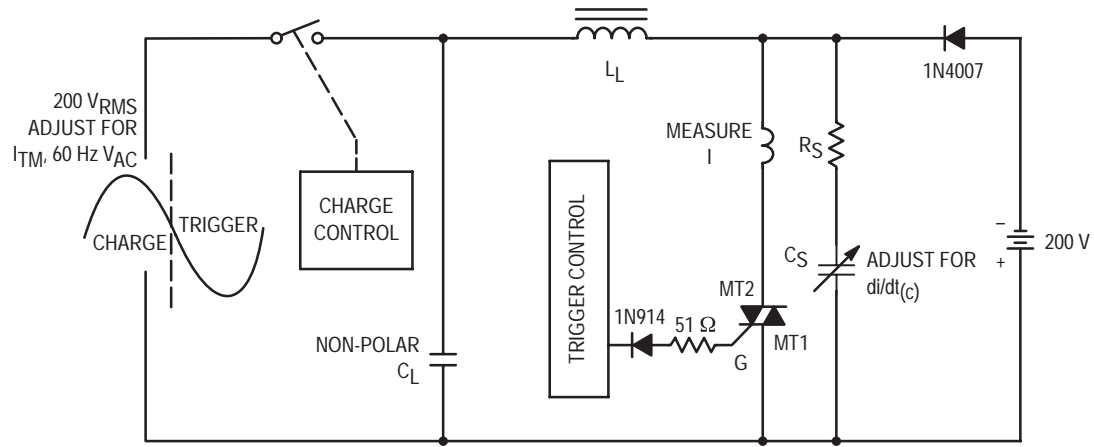 200 VRMS
ADJUST FOR
ITM, 60 Hz VAC
TRIGGER
CHARGE
CHARGE
CONTROL
NON-POLAR
CL
LL
TRIGGER CONTROL
MEASURE
I
RS
1N4007
–
200 V
+
CS
ADJUST FOR
di/dt(c)
1N914
51 Ω
MT2
MT1
G